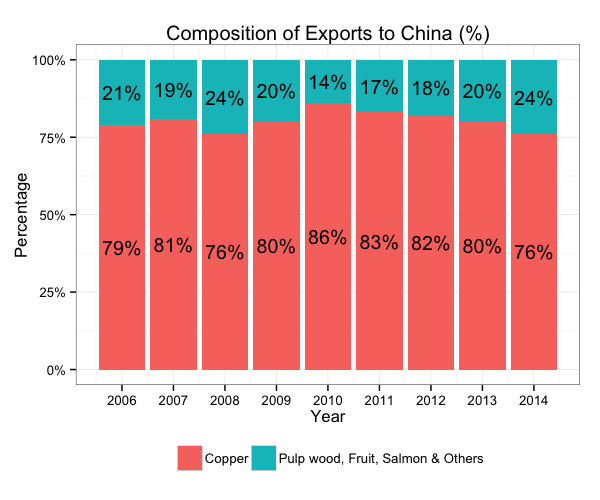 Composition of Exports to China (%)
100%
75%
50%
25%
0%
Percentage
21% 19% 24% 20% 14% 17% 18% 20% 24%
79% 81% 76% 80% 86% 83% 82% 80% 76%
2006 2007 2008 2009 2010 2011 2012 2013 2014
Year
Copper Pulp wood, Fruit, Salmon & Others